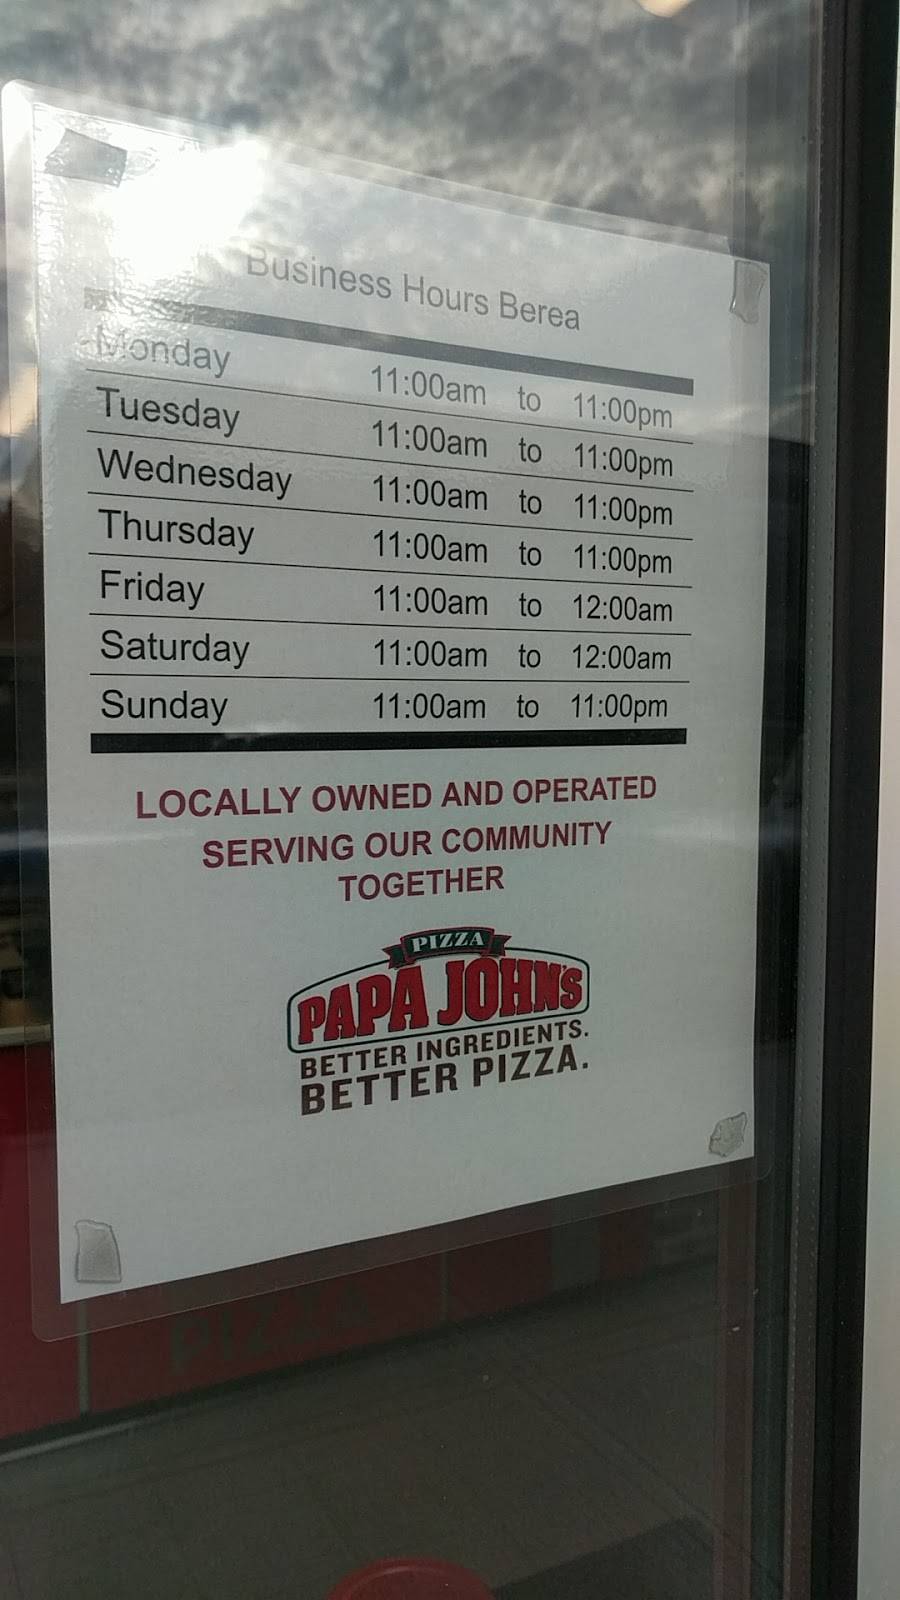 Business Hours Berea
Monday 11:00am to 11:00pm
Tuesday 11:00am to 11:00pm
Wednesday 11:00am to 11:00pm
Thursday 11:00am to 11:00pm
Friday 11:00am to 12:00am
Saturday 11:00am to 12:00am
Sunday 11:00am to 11:00pm
LOCALLY OWNED AND OPERATED
SERVING OUR COMMUNITY
TOGETHER
PIZZA
PAPA JOHN'S
BETTER INGREDIENTS.
BETTER PIZZA.
PIZZA